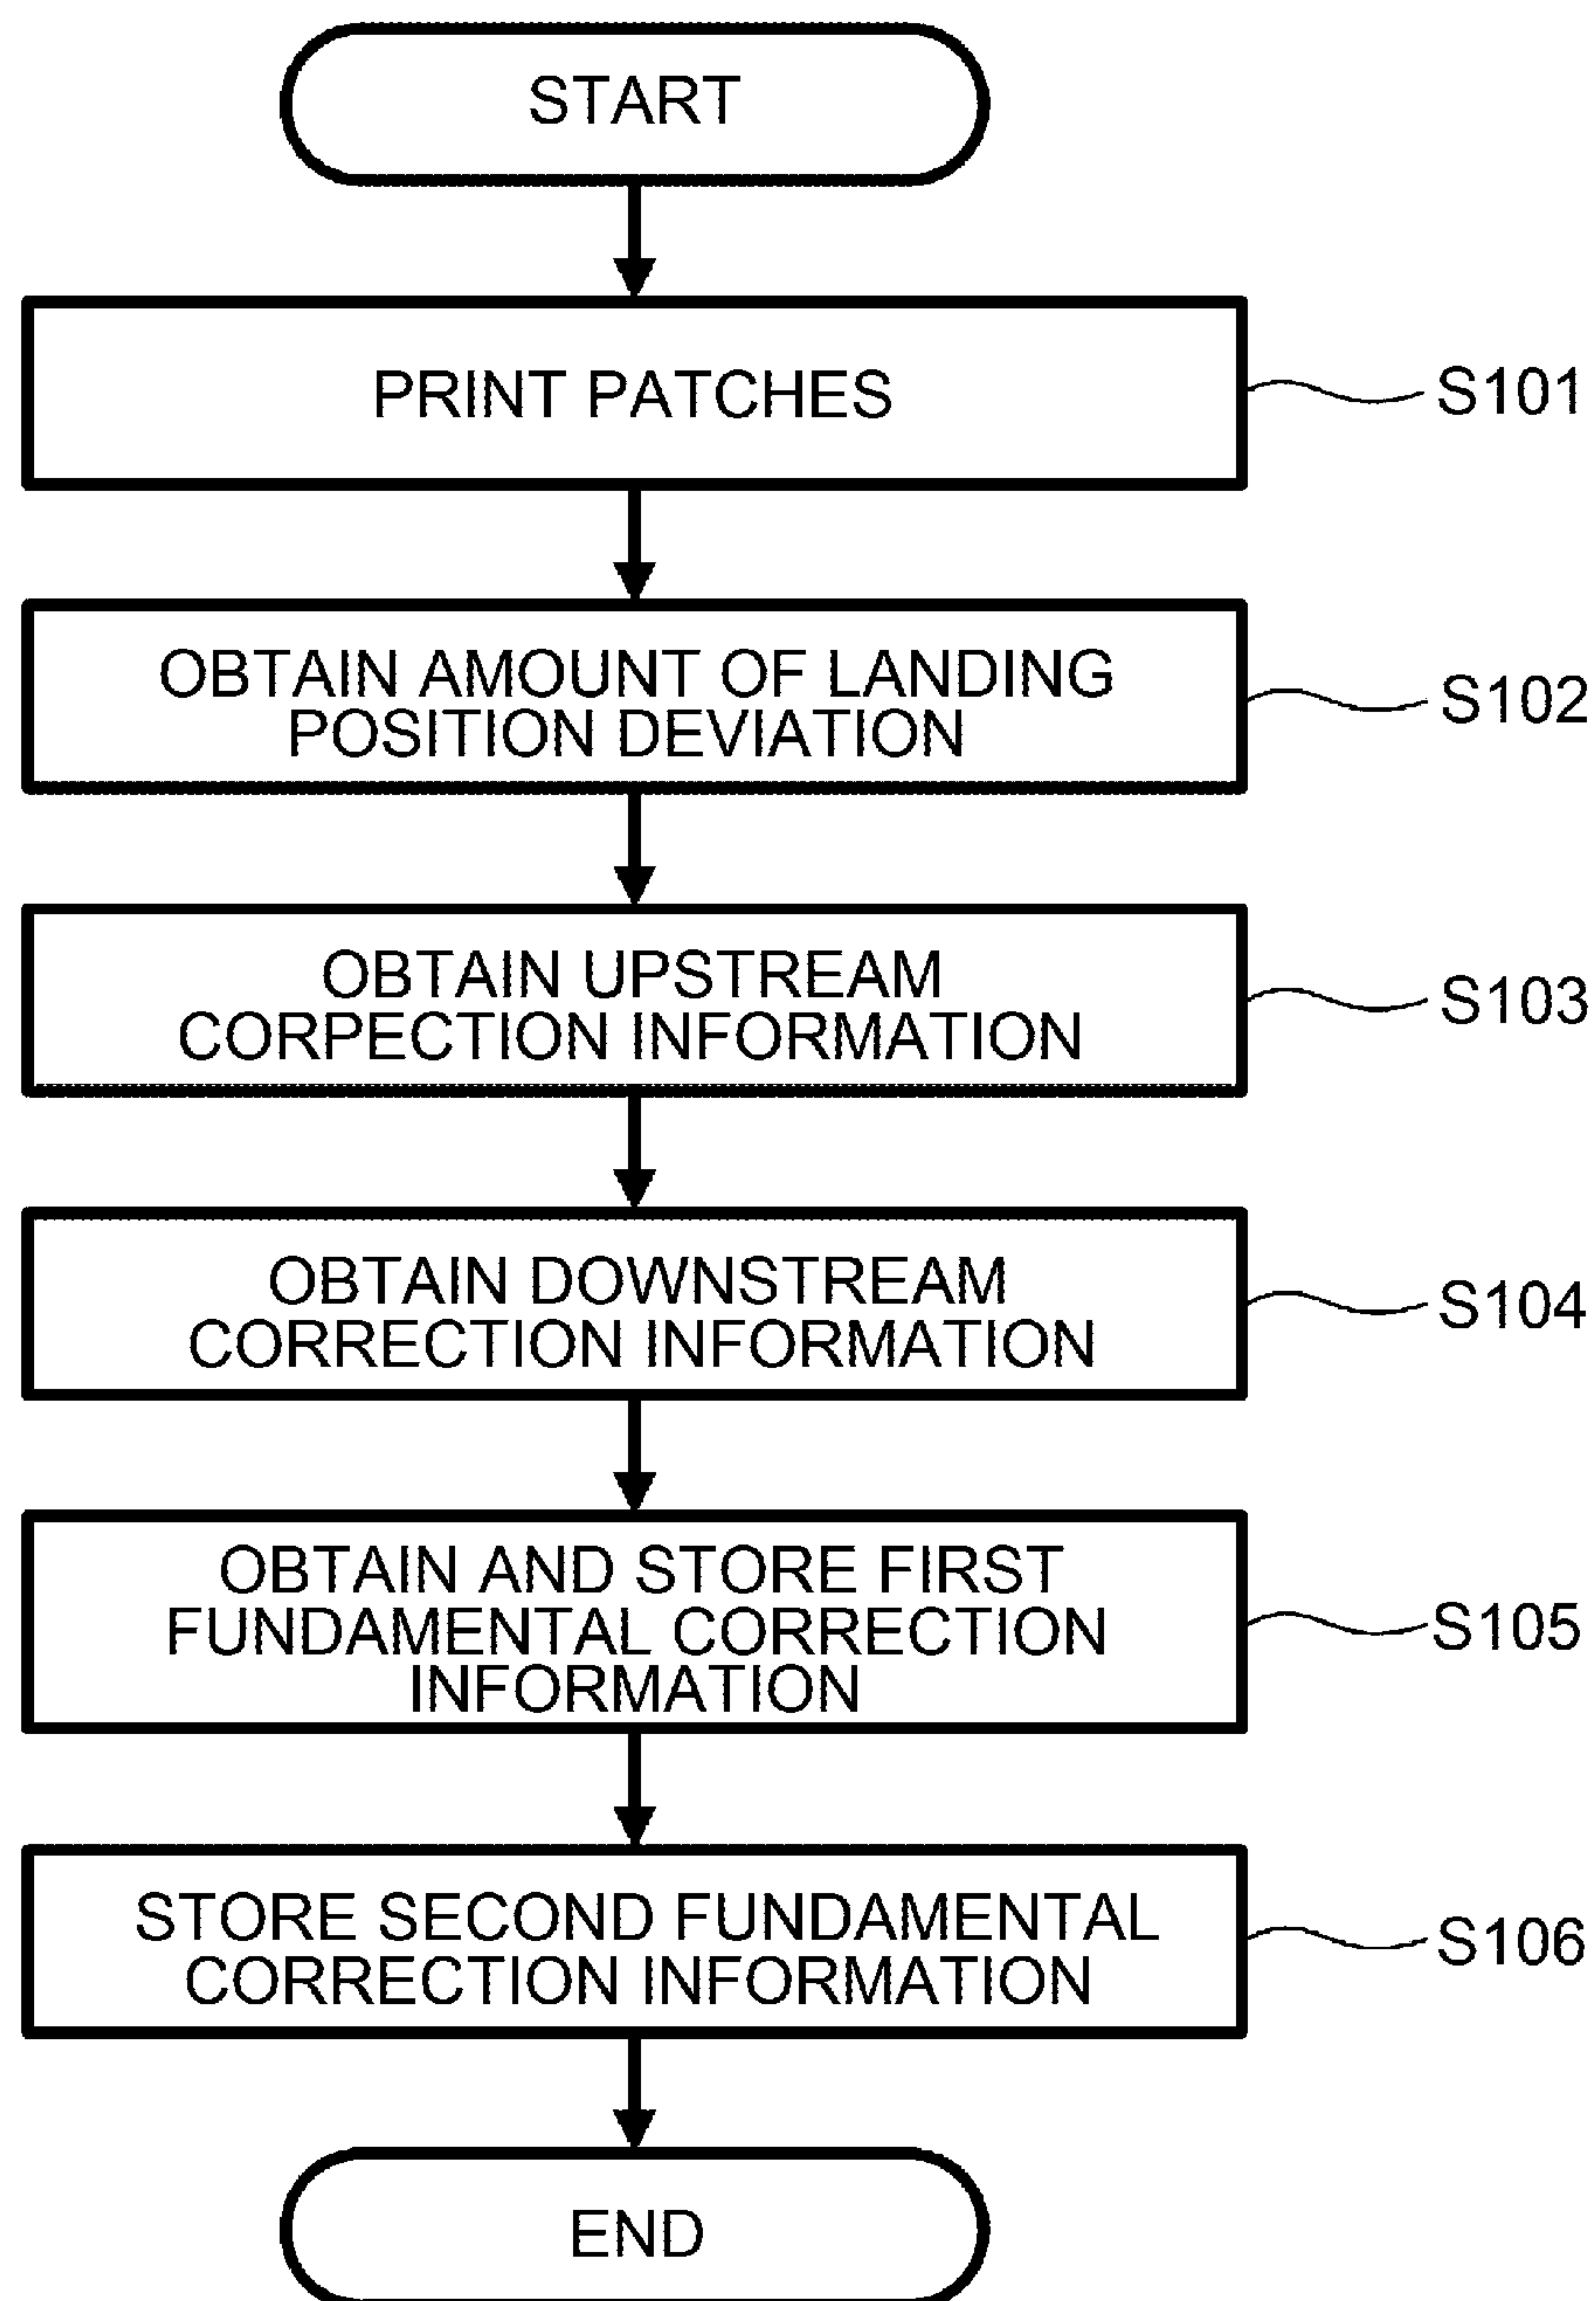 START
PRINT PATCHES
S101
OBTAIN AMOUNT OF LANDING
POSITION DEVIATION
S102
OBTAIN UPSTREAM
CORPECTION INFORMATION
S103
OBTAIN DOWNSTREAM
CORRECTION INFORMATION
S104
OBTAIN AND STORE FIRST
FUNDAMENTAL CORRECTION
INFORMATION
S105
STORE SECOND FUNDAMENTAL
CORRECTION INFORMATION
S106
END